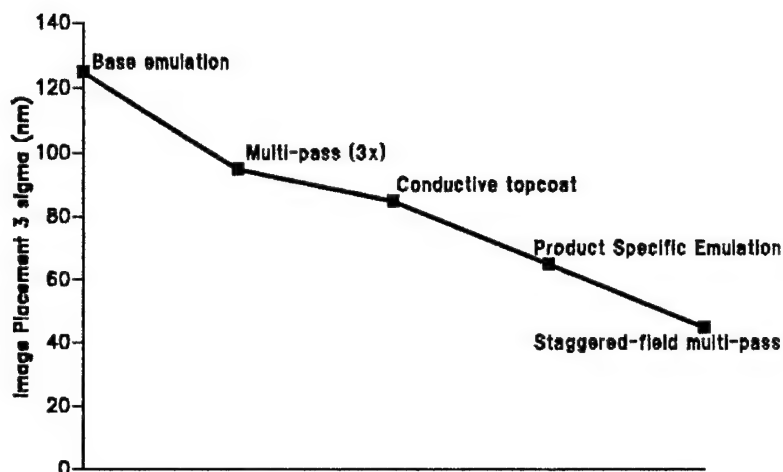 140
Base emulation
120
100
Multi-pass (3x)
Conductive topcoat
80
Product Specific Emulation
60
40
Staggered-field multi-pass
20
0
Image Placement 3 sigma (nm)